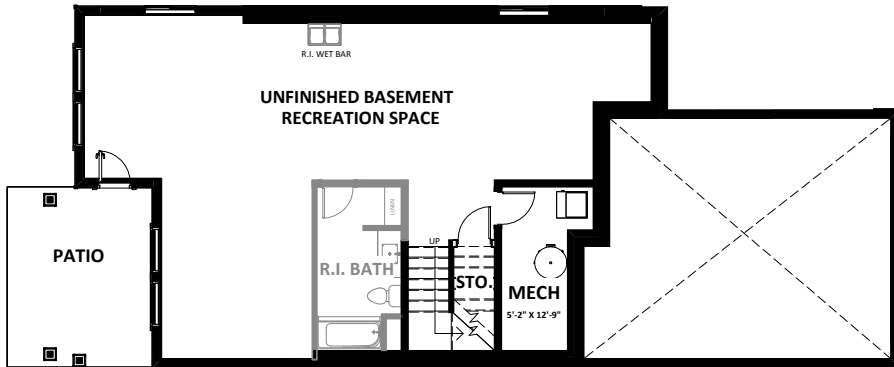 R.I. WET BAR
UNFINISHED BASEMENT
RECREATION SPACE
LINEN
UP
PATIO
R.I. BATH
STO.
MECH
5'-2" X 12'-9"